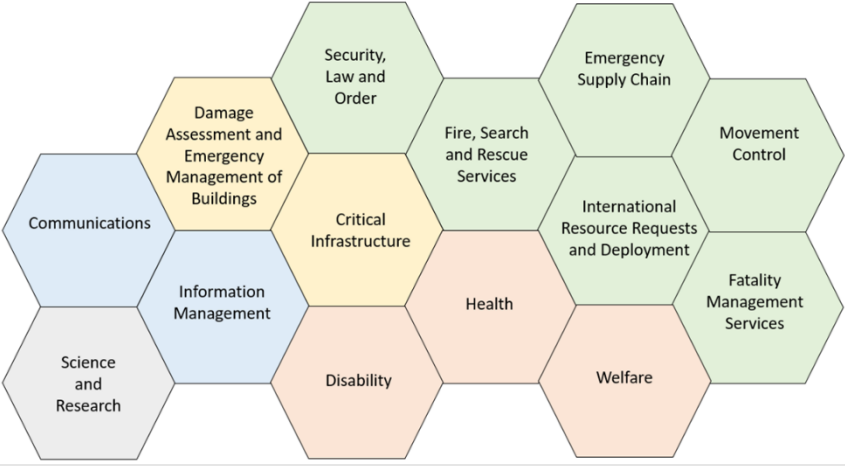 Security,
Law and
Order
Emergency
Supply Chain
Damage
Assessment and
Emergency
Management of
Buildings
Fire, Search
and Rescue
Services
Movement
Control
Communications
Critical
Infrastructure
International
Resource Requests
and Deployment
Information
Management
Health
Fatality
Management
Services
Science
and
Research
Disability
Welfare